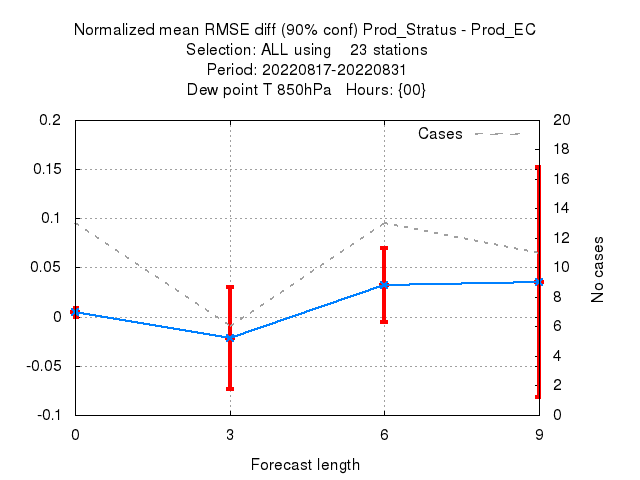 Normalized mean RMSE diff (90% conf) Prod_Stratus - Prod_EC
Selection: ALL using    23 stations
Period: 20220817-20220831
Dew point T 850hPa   Hours: {00}
Cases
0.2
0.15
0.1
0.05
0
-0.05
-0.1
20
18
16
14
12
10
8
6
4
2
0
No cases
0 3 6 9
Forecast length